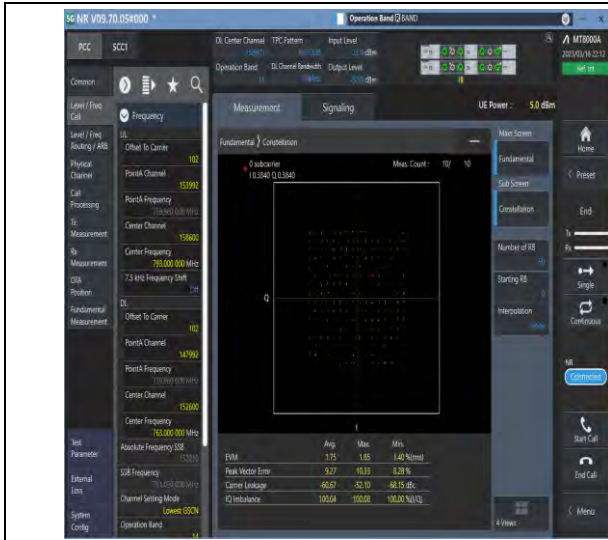 5G NR V09.70.05#000 *
Operation Band BAND
PCC
SCC1
DL Center Channel
TPC Pattern
Input Level
Operation Band
DL Channel Bandwidth
Output Level
MT8000A
2023/03/16 22:12
Ref. Int
Common
Level / Freq
Cell
Level / Freq
Routing / ARB
Physical
Channel
Call
Processing
Tx
Measurement
Rx
Measurement
OTA
Position
Fundamental
Measurement
Test
Parameter
External
Loss
System
Config
Frequency
UL
Offset To Carrier
102
PointA Channel
153992
PointA Frequency
MHz
Center Channel
158600
Center Frequency
793.000 000 MHz
7.5 kHz Frequency Shift
Off
DL
Offset To Carrier
102
PointA Channel
147992
PointA Frequency
MHz
Center Channel
152600
Center Frequency
763.000 000 MHz
Absolute Frequency SSB
SSB Frequency
Channel Setting Mode
Lowest GSCN
Operation Band
14
Measurement
Signaling
UE Power : 5.0 dBm
Fundamental Constellation
0 subcarrier
I 0.3840 Q 0.3840
Meas. Count : 10/ 10
Q
I
Avg. Max. Min.
EVM 1.75 1.85 1.40 %(rms)
Peak Vector Error 9.27 10.33 8.28 %
Carrier Leakage -60.67 -52.10 -68.15 dBc
IQ Imbalance 100.04 100.08 100.00 %(I/Q)
Main Screen
Fundamental
Sub Screen
Constellation
Number of RB
Starting RB
Interpolation
4 Views
Home
Preset
End
Tx
Rx
Single
Continuous
NR
Connected
Start Call
End Call
Menu